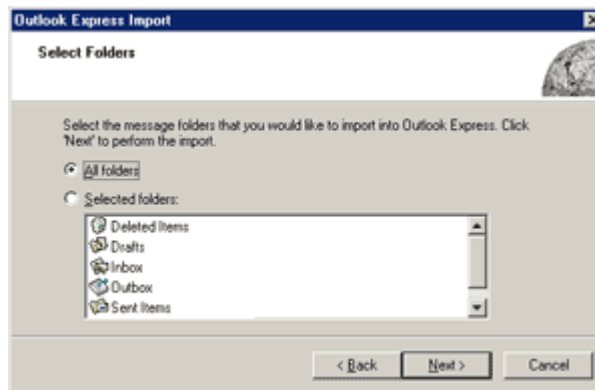 Outlook Express Import
Select Folders
Select the message folders that you would like to import into Outlook Express. Click
'Next' to perform the import.
All folders
Selected folders:
Deleted Items
Drafts
Inbox
Outbox
Sent Items
< Back
Next >
Cancel